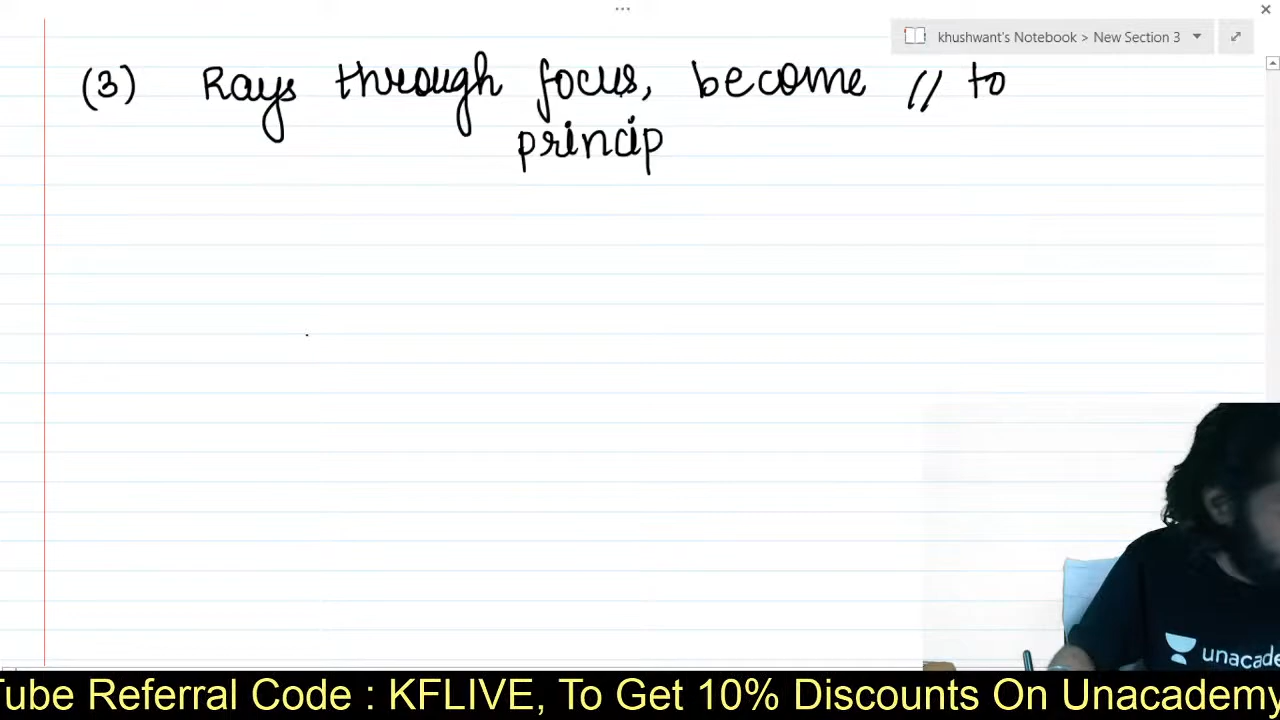 ...
khushwant's Notebook > New Section 3
(3) Rays through focus, become // to
princip
unacade
Tube Referral Code : KFLIVE, To Get 10% Discounts On Unacademy